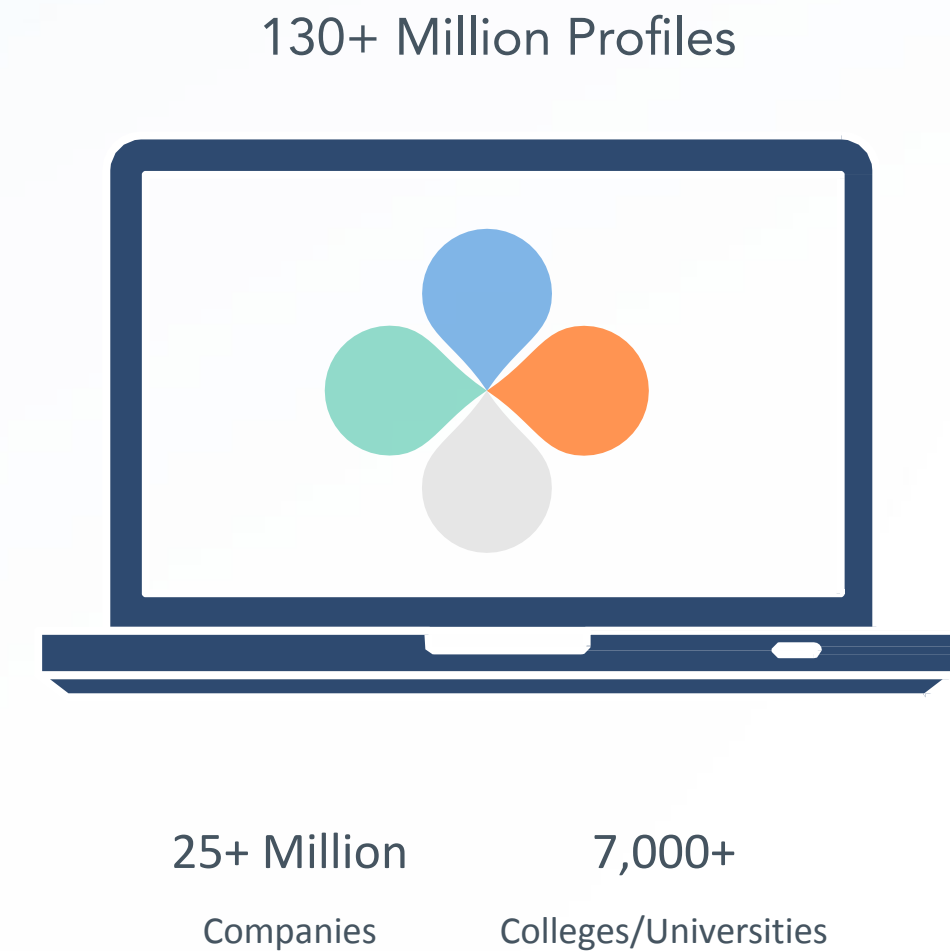 130+ Million Profiles
25+ Million
7,000+
Companies
Colleges/Universities